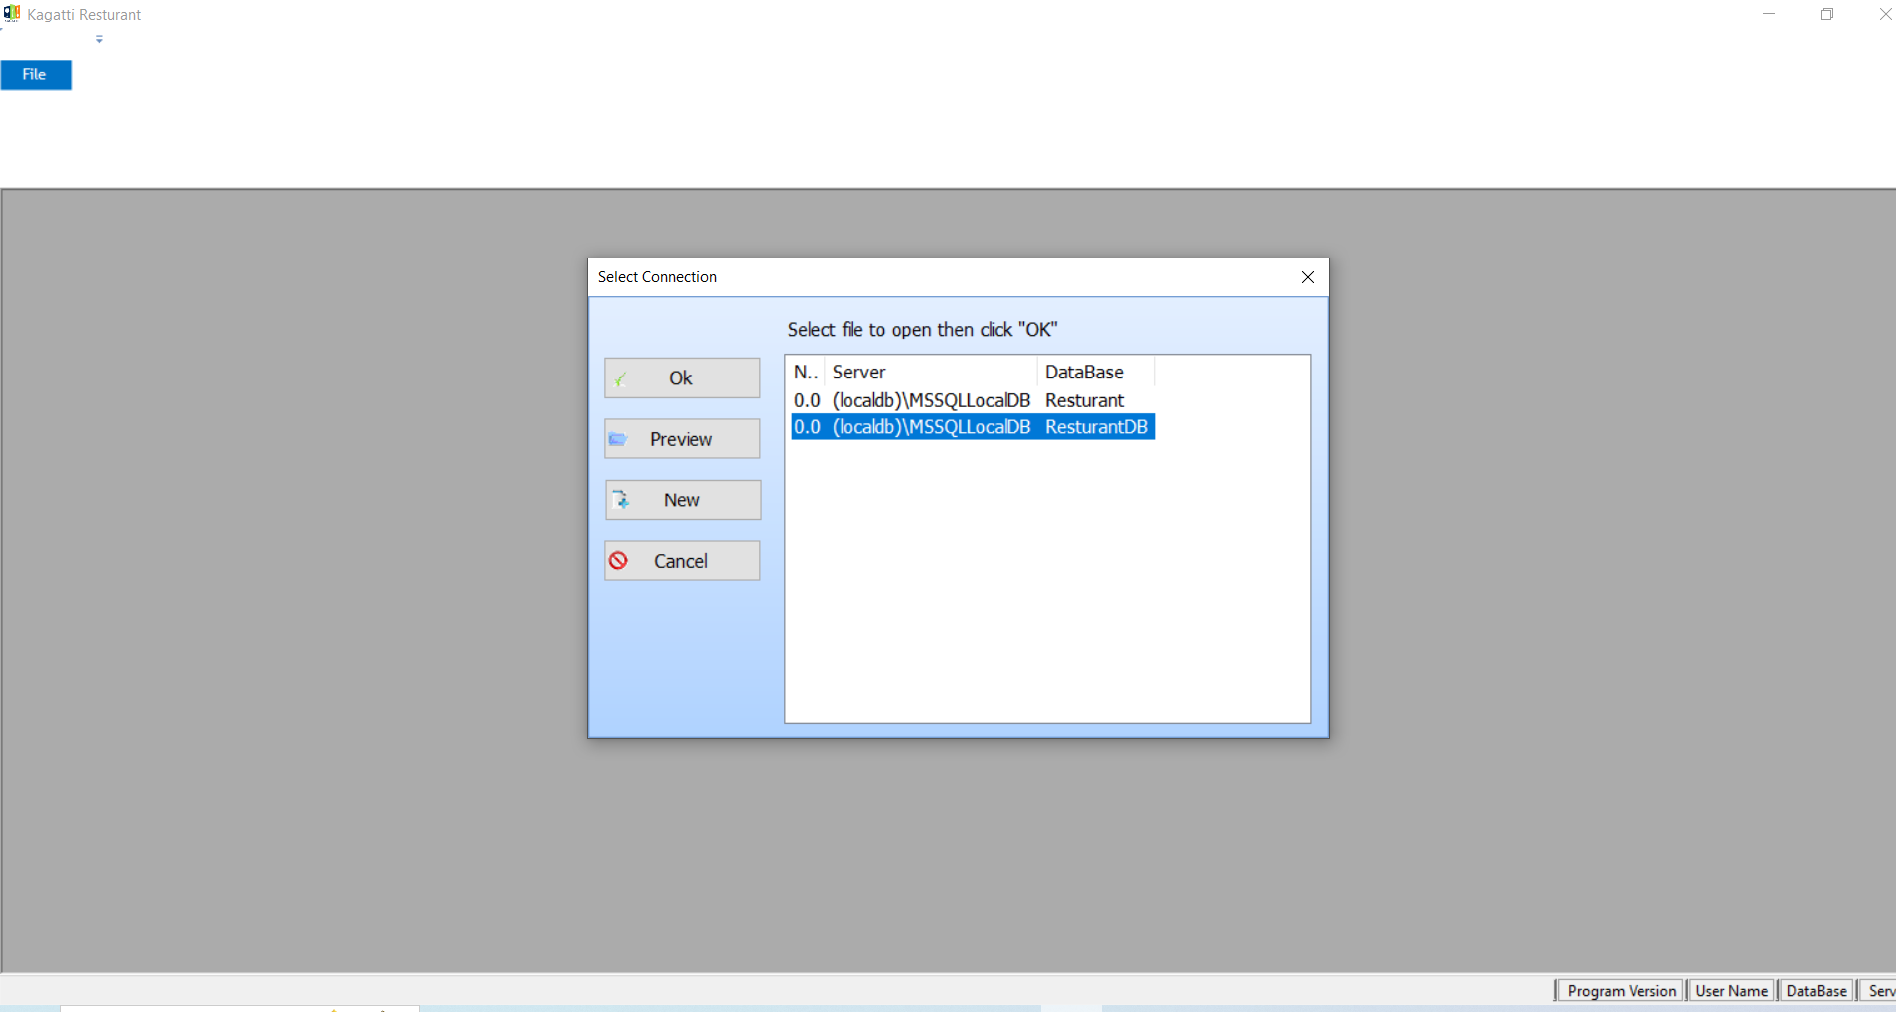 Kagatti Resturant
File
Select Connection
Select file to open then click "OK"
Ok
Preview
New
Cancel
N.. Server DataBase
0.0 (localdb)\MSSQLLocalDB Resturant
0.0 (localdb)\MSSQLLocalDB ResturantDB
Program Version User Name DataBase Serv